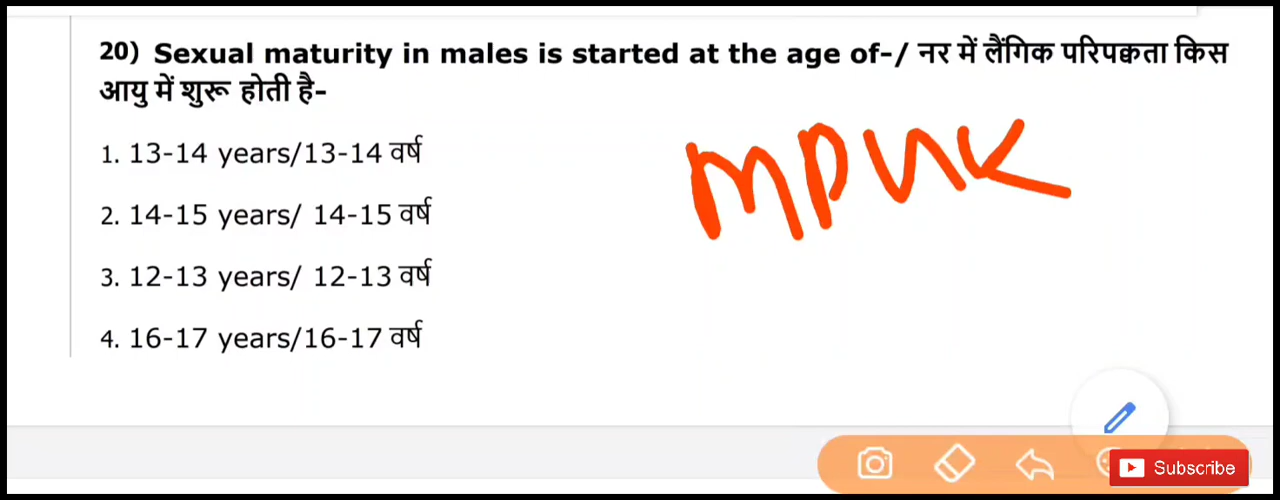 20) Sexual maturity in males is started at the age of-/ नर में लैंगिक परिपक्वता किस
आयु में शुरू होती है-
1. 13-14 years/13-14 वर्ष
MPUK
2. 14-15 years/ 14-15 वर्ष
3. 12-13 years/ 12-13 वर्ष
4. 16-17 years/16-17 वर्ष
Subscribe